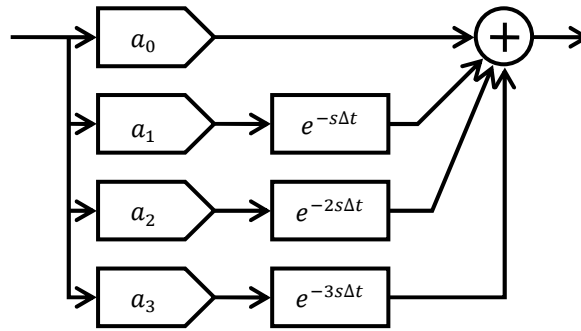 a₀ +
a₁ e^{-sΔt}
a₂ e^{-2sΔt}
a₃ e^{-3sΔt}